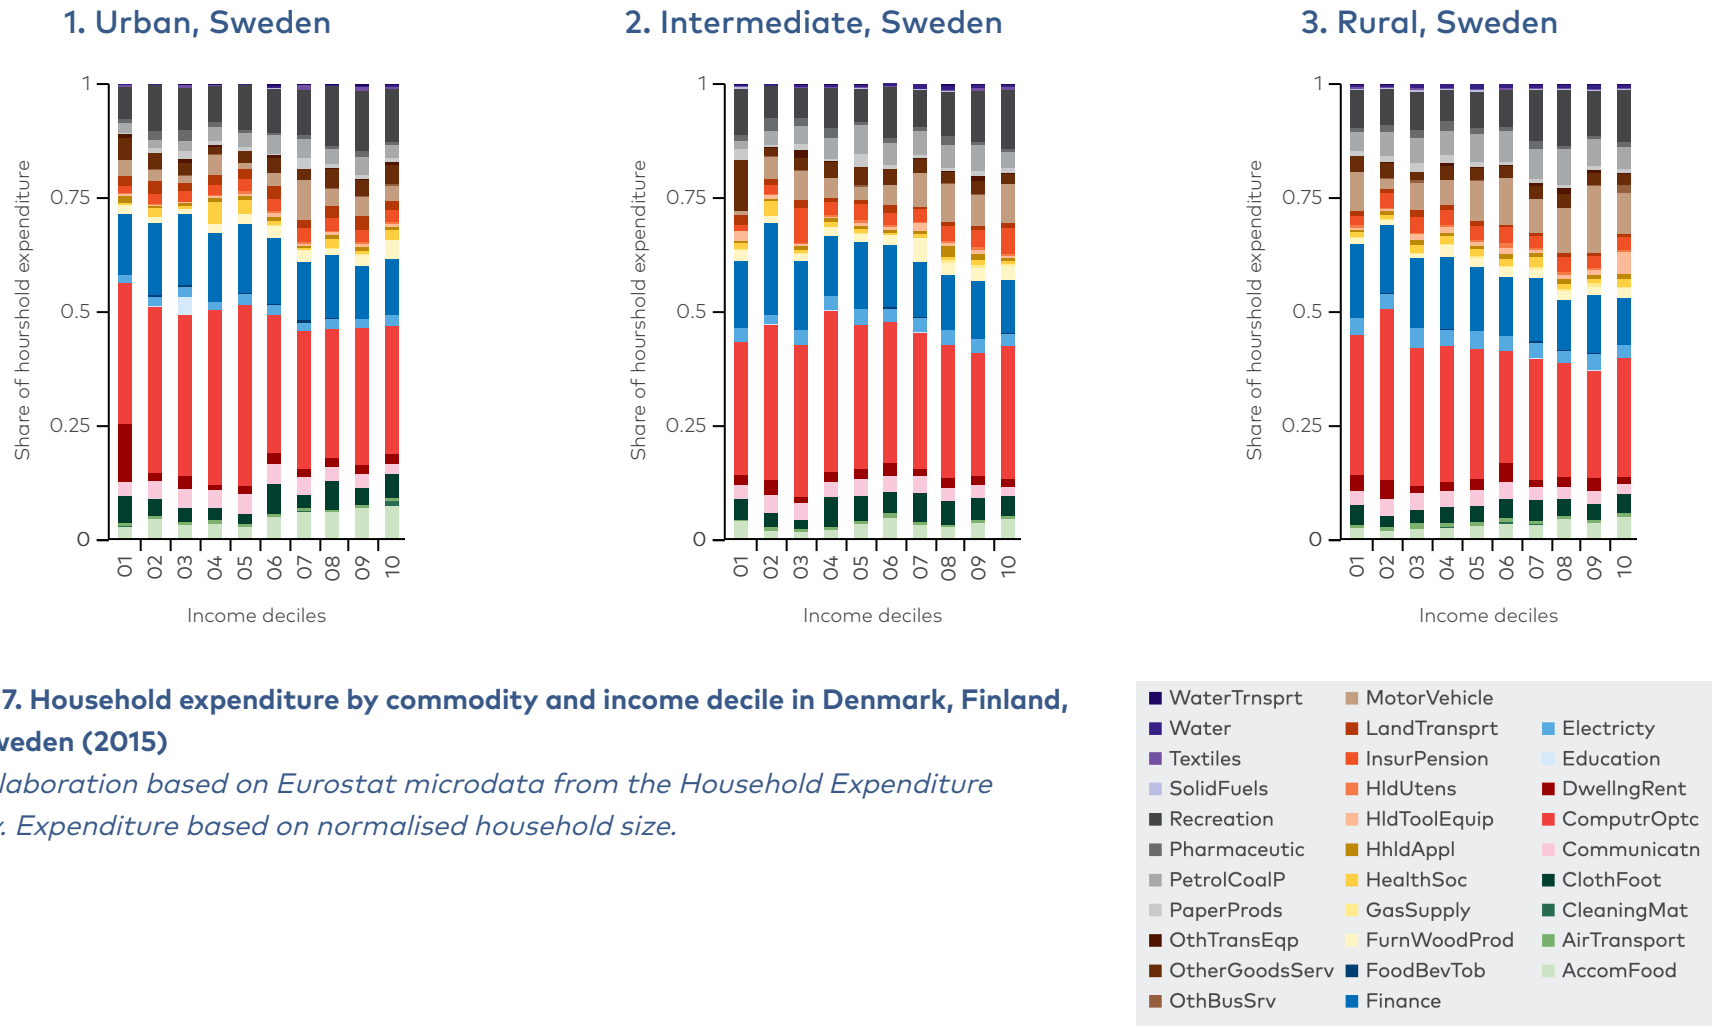 1. Urban, Sweden
2. Intermediate, Sweden
3. Rural, Sweden
Share of hourshold expenditure
1
0.75
0.5
0.25
0
01 02 03 04 05 06 07 08 09 10
Income deciles
Share of hourshold expenditure
1
0.75
0.5
0.25
0
01 02 03 04 05 06 07 08 09 10
Income deciles
Share of hourshold expenditure
1
0.75
0.5
0.25
0
01 02 03 04 05 06 07 08 09 10
Income deciles
7. Household expenditure by commodity and income decile in Denmark, Finland,
weden (2015)
laboration based on Eurostat microdata from the Household Expenditure
. Expenditure based on normalised household size.
WaterTrnsprt
Water
Textiles
SolidFuels
Recreation
Pharmaceutic
PetrolCoalP
PaperProds
OthTransEqp
OtherGoodsServ
OthBusSrv
MotorVehicle
LandTransprt
InsurPension
HldUtens
HldToolEquip
HhldAppl
HealthSoc
GasSupply
FurnWoodProd
FoodBevTob
Finance
Electricty
Education
DwellngRent
ComputrOptc
Communicatn
ClothFoot
CleaningMat
AirTransport
AccomFood